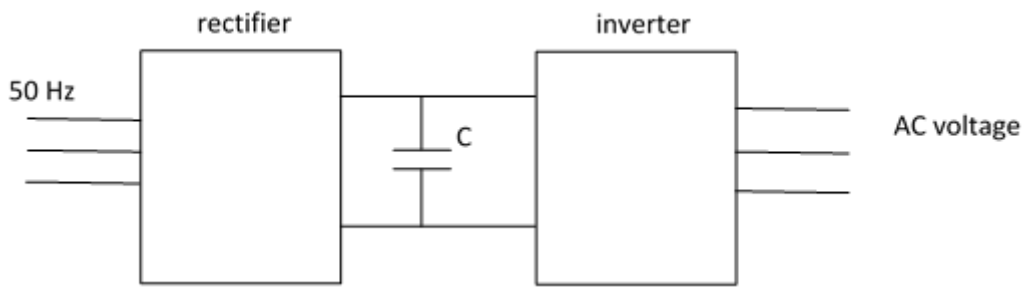 rectifier
inverter
50 Hz
C
AC voltage